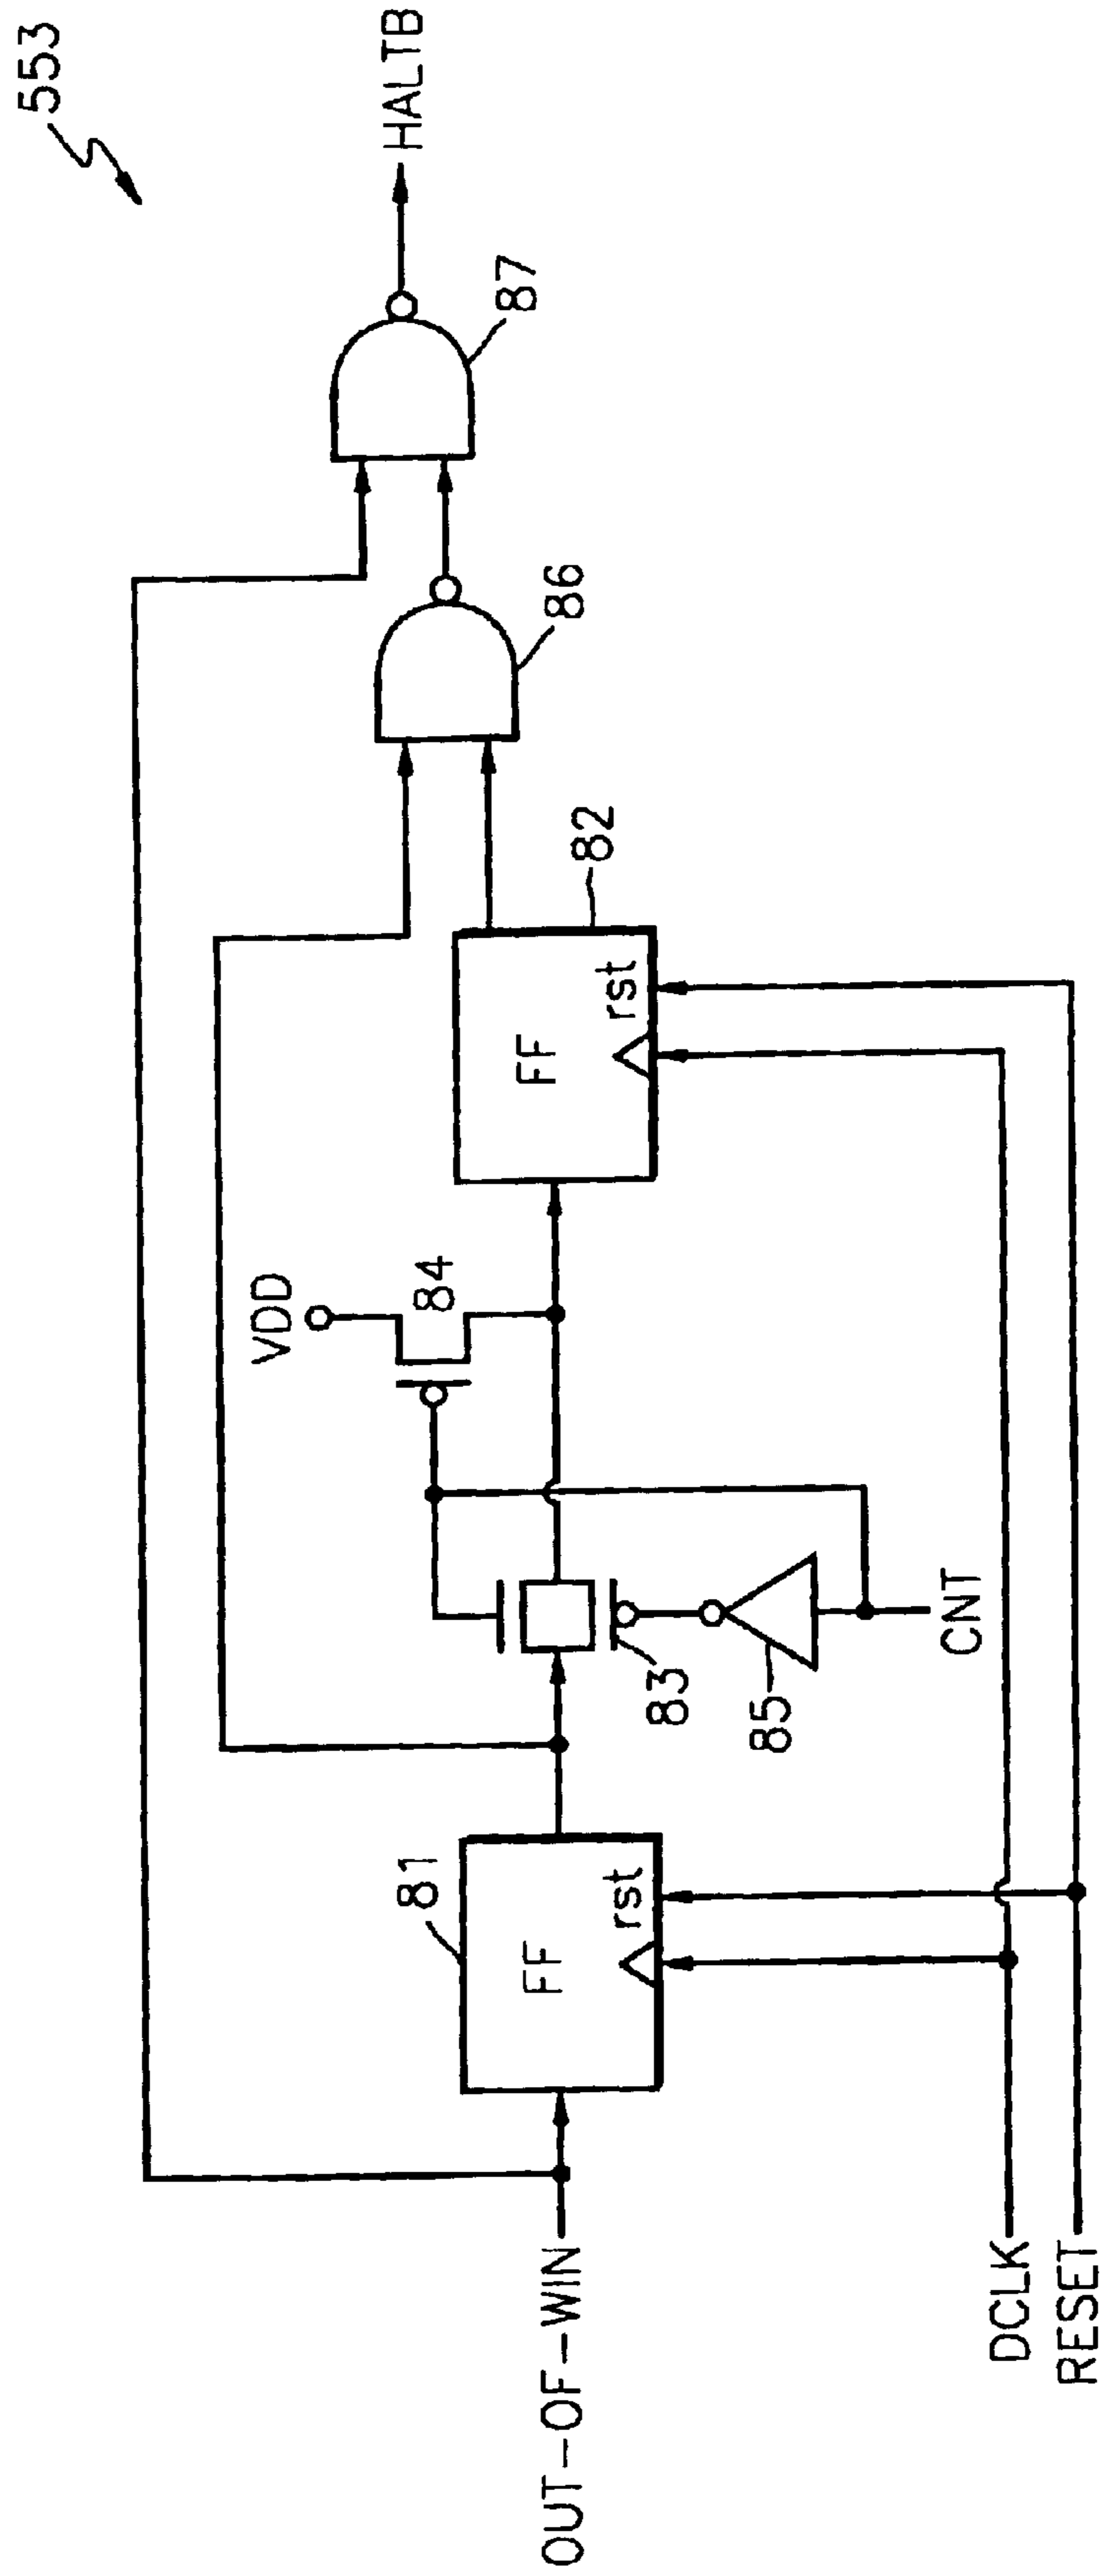 553
HALTB
87
86
82
FF
rst
VDD
84
83
85
CNT
81
FF
rst
OUT-OF-WIN
DCLK
RESET